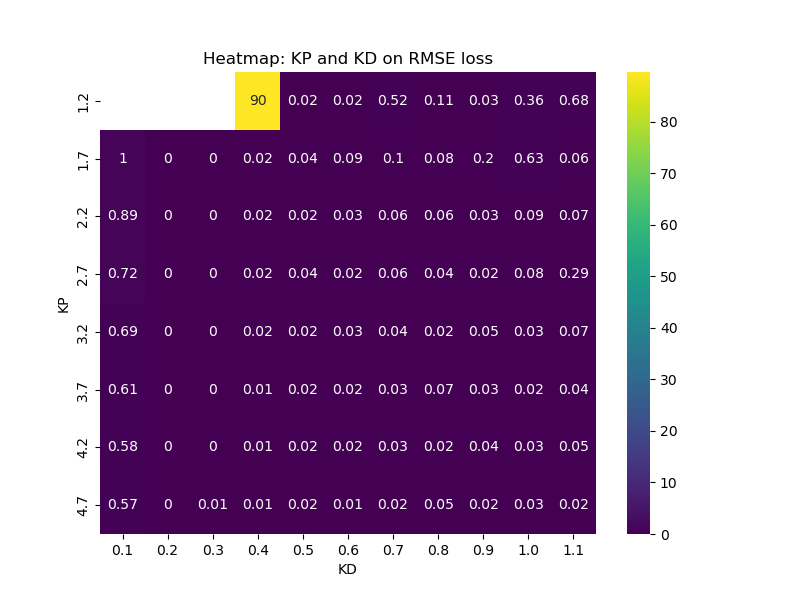 Heatmap: KP and KD on RMSE loss
1.2 90 0.02 0.02 0.52 0.11 0.03 0.36 0.68
1.7 1 0 0 0.02 0.04 0.09 0.1 0.08 0.2 0.63 0.06
2.2 0.89 0 0 0.02 0.02 0.03 0.06 0.06 0.03 0.09 0.07
2.7 0.72 0 0 0.02 0.04 0.02 0.06 0.04 0.02 0.08 0.29
KP
3.2 0.69 0 0 0.02 0.02 0.03 0.04 0.02 0.05 0.03 0.07
3.7 0.61 0 0 0.01 0.02 0.02 0.03 0.07 0.03 0.02 0.04
4.2 0.58 0 0 0.01 0.02 0.02 0.03 0.02 0.04 0.03 0.05
4.7 0.57 0 0.01 0.01 0.02 0.01 0.02 0.05 0.02 0.03 0.02
0.1 0.2 0.3 0.4 0.5 0.6 0.7 0.8 0.9 1.0 1.1
KD
80
70
60
50
40
30
20
10
0